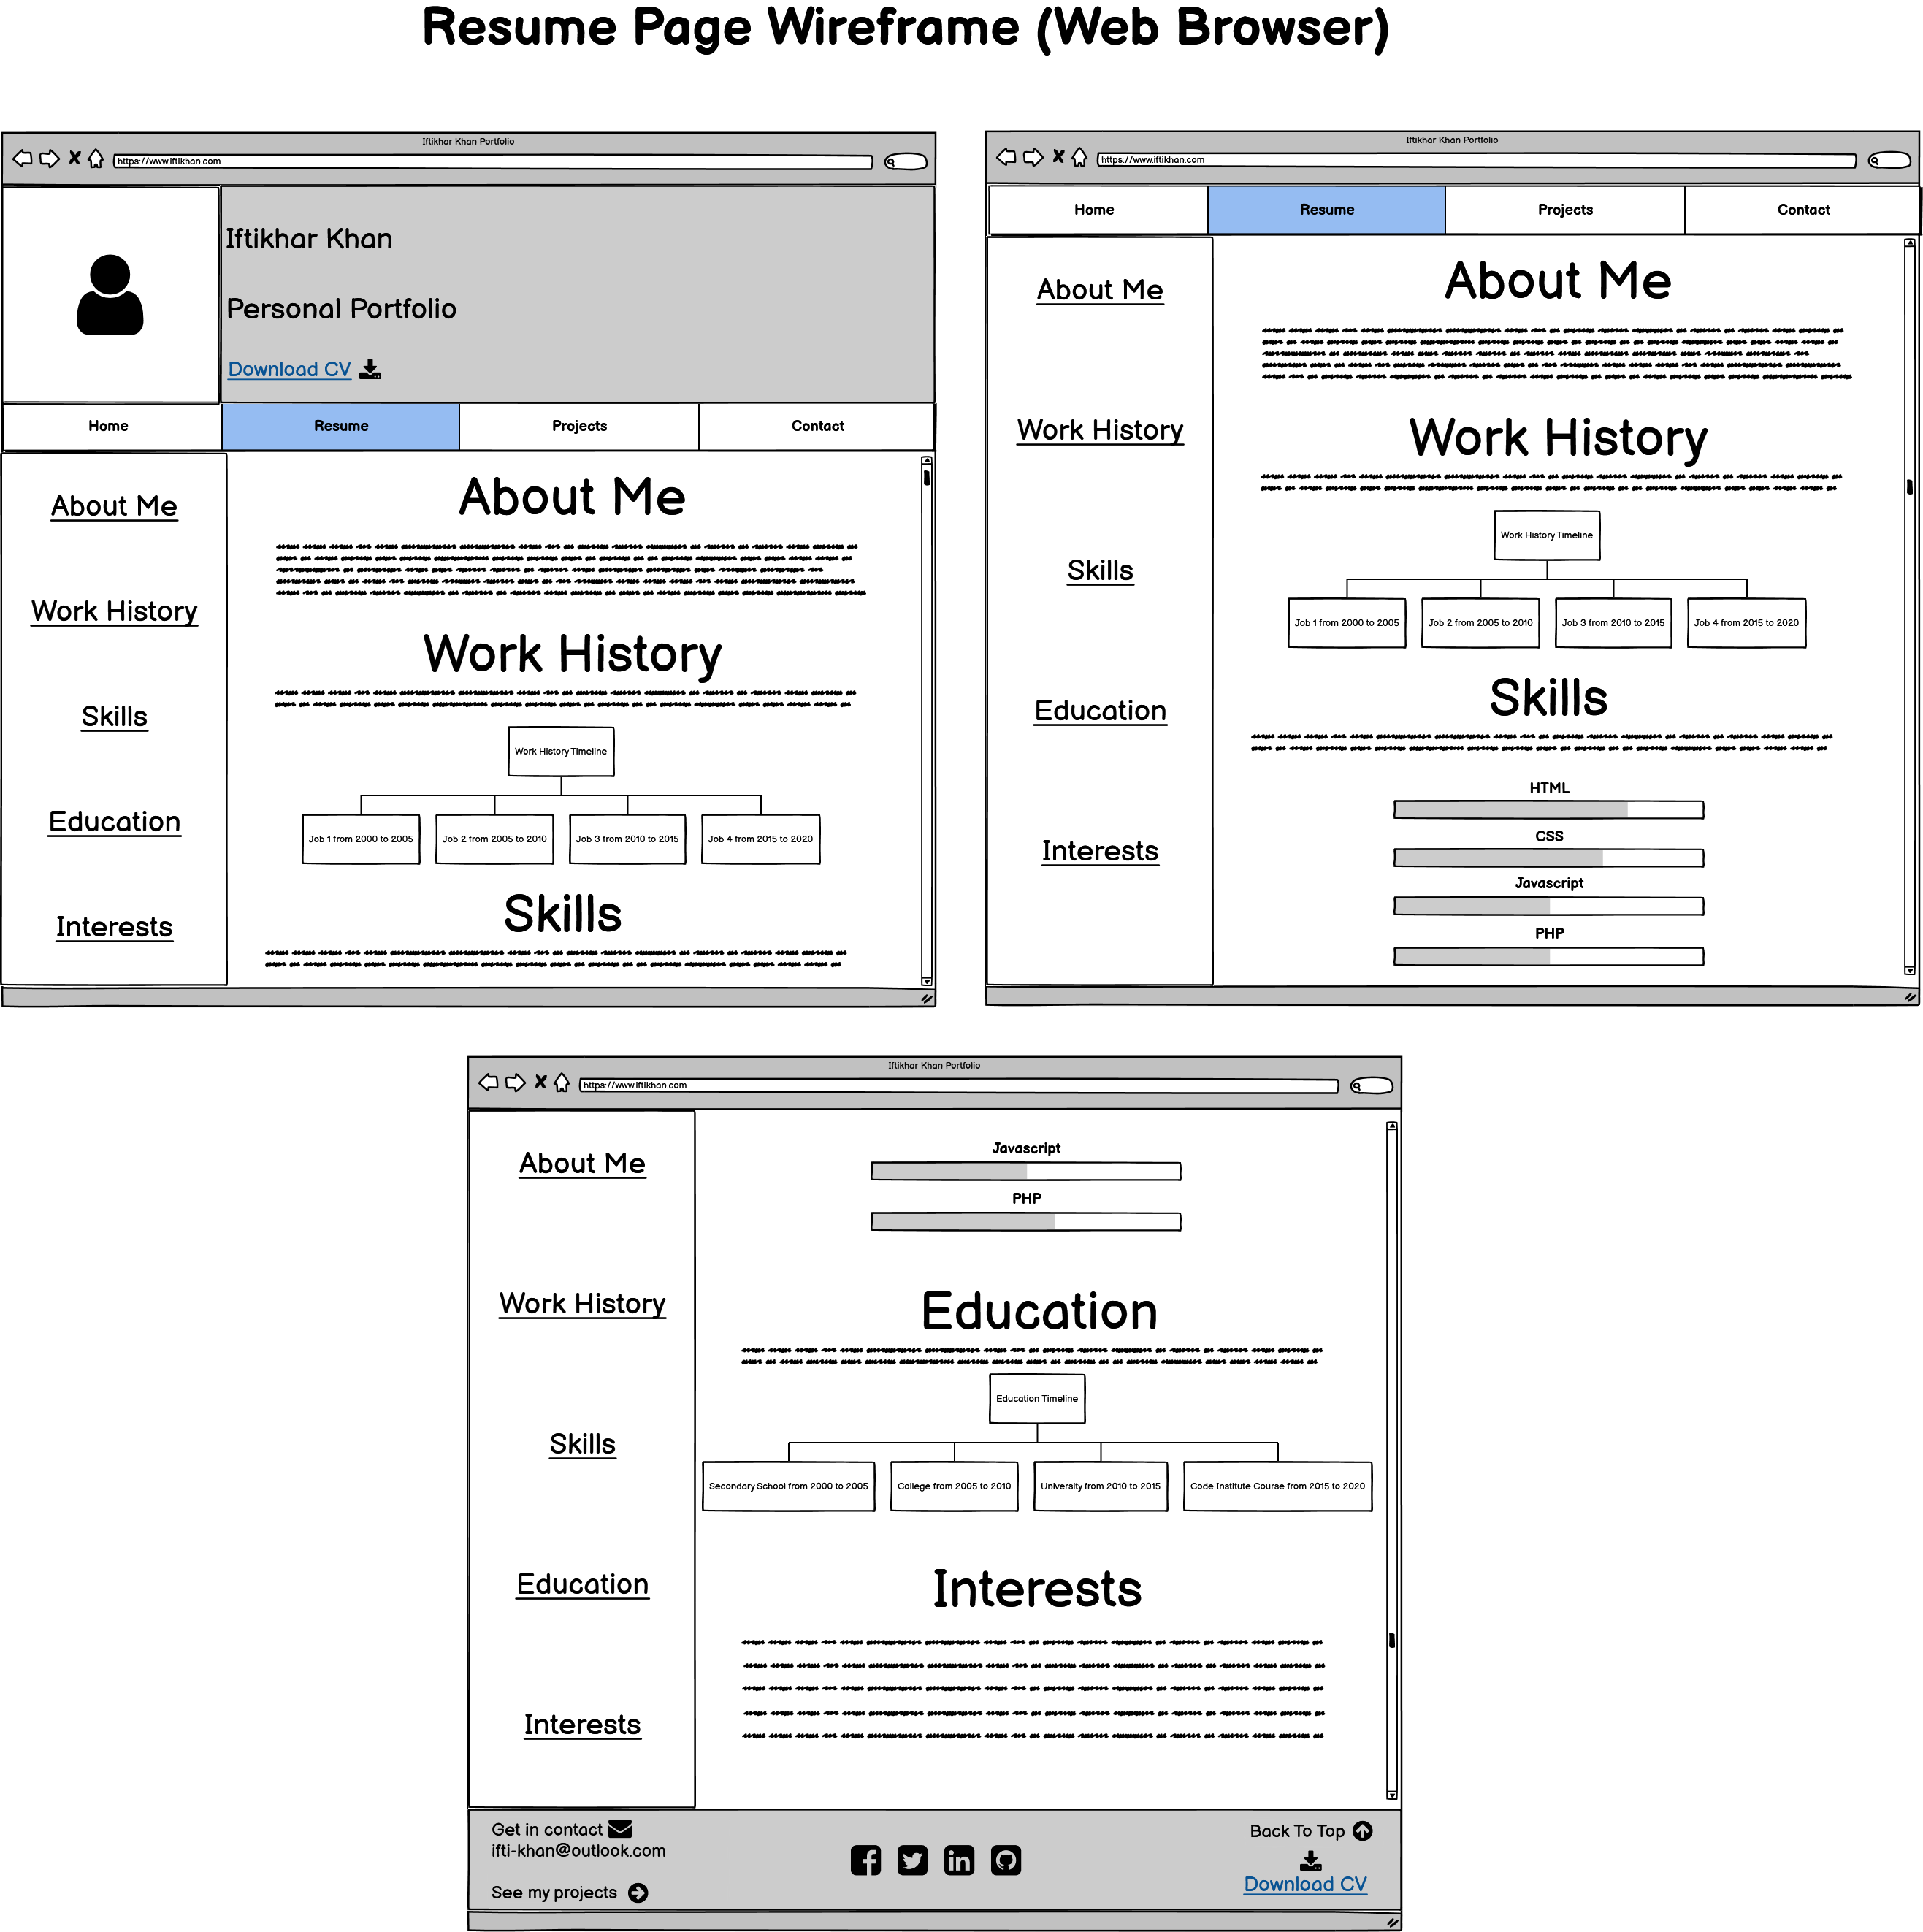 Resume Page Wireframe (Web Browser)
Iftikhar Khan Portfolio
https://www.iftikhan.com
Iftikhar Khan
Personal Portfolio
Download CV
Home Resume Projects Contact
About Me
Work History
Skills
Education
Interests
About Me
Work History
Work History Timeline
Job 1 from 2000 to 2005 Job 2 from 2005 to 2010 Job 3 from 2010 to 2015 Job 4 from 2015 to 2020
Skills
Iftikhar Khan Portfolio
https://www.iftikhan.com
Home Resume Projects Contact
About Me
Work History
Skills
Education
Interests
About Me
Work History
Work History Timeline
Job 1 from 2000 to 2005 Job 2 from 2005 to 2010 Job 3 from 2010 to 2015 Job 4 from 2015 to 2020
Skills
HTML
CSS
Javascript
PHP
Iftikhar Khan Portfolio
https://www.iftikhan.com
About Me
Work History
Skills
Education
Interests
Javascript
PHP
Education
Education Timeline
Secondary School from 2000 to 2005 College from 2005 to 2010 University from 2010 to 2015 Code Institute Course from 2015 to 2020
Interests
Get in contact
ifti-khan@outlook.com
See my projects
Back To Top
Download CV